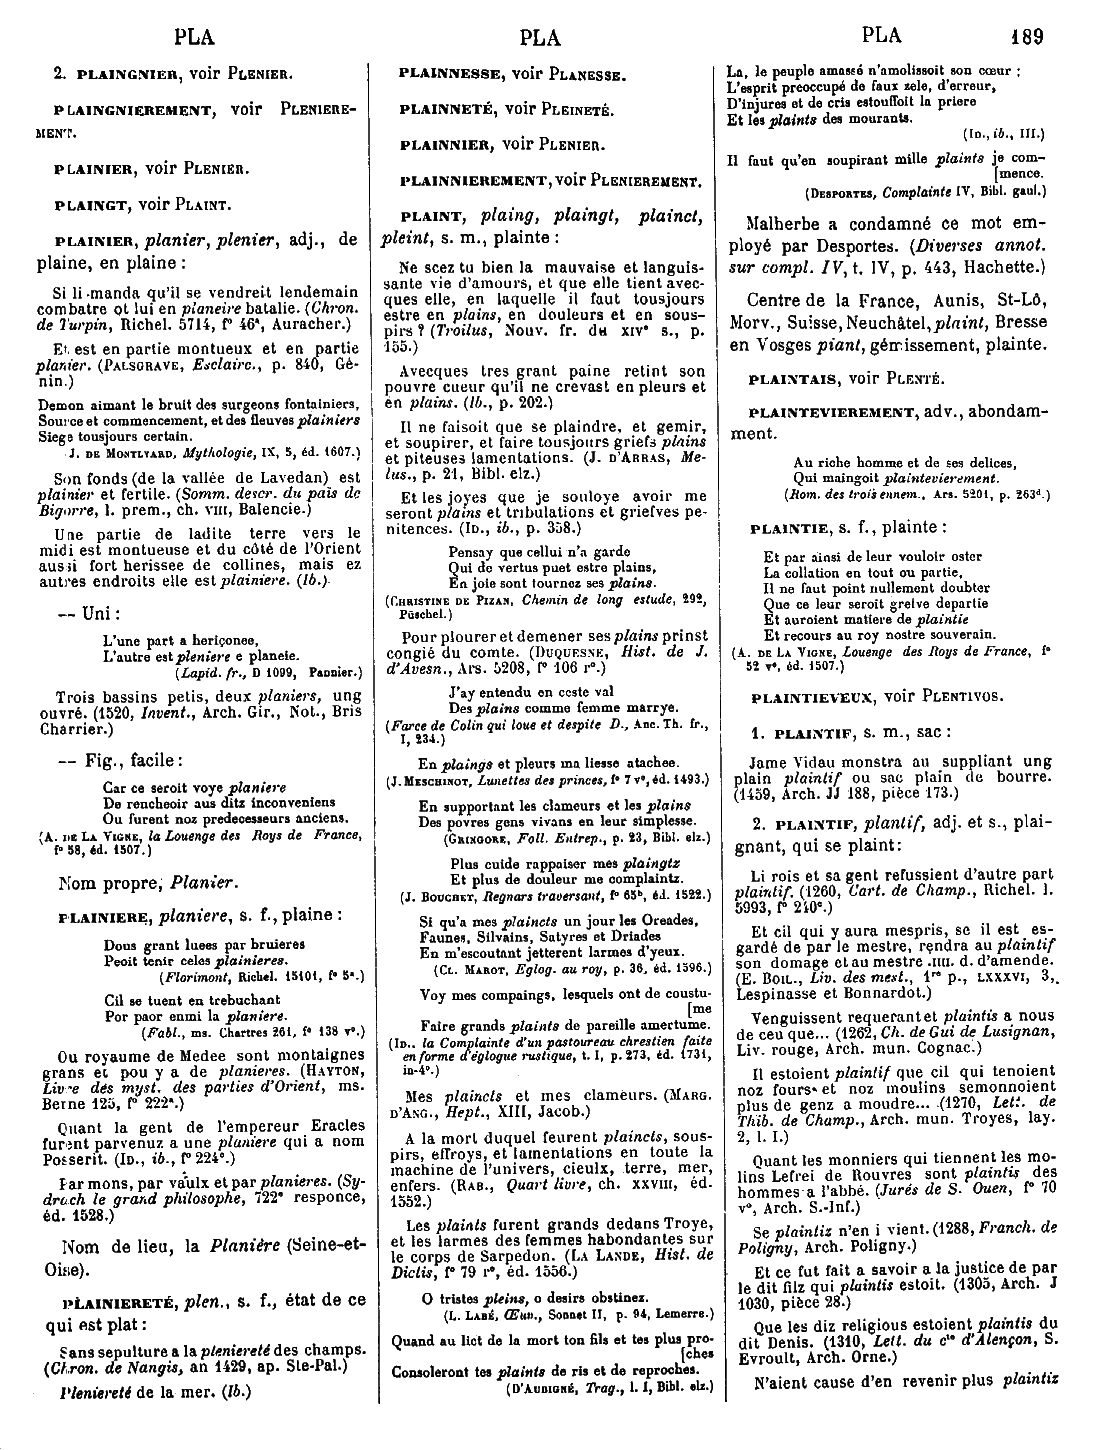 PLA
PLA
PLA 189
2. PLAINGNIER, voir PLENIER.
PLAINGNIEREMENT, voir PLENIERE-
MENT.
PLAINIER, voir PLENIER.
PLAINGT, voir PLAINT.
PLAINIER, planier, plenier, adj., de
plaine, en plaine :
Si li manda qu'il se vendreit lendemain
combatre ot lui en planeire batalie. (Chron.
de Turpin, Richel. 5714, f° 46ª, Auracher.)
Et est en partie montueux et en partie
planier. (PALSGRAVE, Esclairc., p. 840, Gé-
nin.)
Demon aimant le bruit des surgeons fontainiers,
Source et commencement, et des fleuves plainiers
Siege tousjours certain.
J. DE MONTLYARD, Mythologie, IX, 5, éd. 1607.)
Son fonds (de la vallée de Lavedan) est
plainier et fertile. (Somm. descr. du païs de
Bigorre, l. prem., ch. VIII, Balencie.)
Une partie de ladite terre vers le
midi est montueuse et du côté de l'Orient
aussi fort herissee de collines, mais ez
autres endroits elle est plainiere. (Ib.)
— Uni :
L'une part a heriçonee,
L'autre est pleniere e planeie.
(Lapid. fr., D 1099, Pannier.)
Trois bassins petis, deux planiers, ung
ouvré. (1520, Invent., Arch. Gir., Not., Bris
Charrier.)
— Fig., facile :
Car ce seroit voye planiere
De rencheoir aus ditz inconveniens
Ou furent noz predecesseurs anciens.
(A. DE LA VIGNE, la Louenge des Roys de France,
f° 58, éd. 1507.)
Nom propre, Planier.
PLAINIERE, planiere, s. f., plaine :
Dous grant luees par bruieres
Peoit tenir celes plainieres.
(Florimont, Richel. 15101, f° 5ª.)
Cil se tuent en trebuchant
Por paor enmi la planiere.
(Fabl., ms. Chartres 261, f° 138 v°.)
Ou royaume de Medee sont montaignes
grans et pou y a de planieres. (HAYTON,
Livre des myst. des parties d'Orient, ms.
Berne 125, f° 222ª.)
Quant la gent de l'empereur Eracles
furent parvenuz a une planiere qui a nom
Posserit. (ID., ib., f° 224ᶜ.)
Par mons, par vaulx et par planieres. (Sy-
drach le grand philosophe, 722ᵉ responce,
éd. 1528.)
Nom de lieu, la Planière (Seine-et-
Oise).
PLAINIERETÉ, plen., s. f., état de ce
qui est plat :
Sans sepulture a la pleniereté des champs.
(Chron. de Nangis, an 1429, ap. Ste-Pal.)
Pleniereté de la mer. (Ib.)
PLAINNESSE, voir PLANESSE.
PLAINNETÉ, voir PLEINETÉ.
PLAINNIER, voir PLENIER.
PLAINNIEREMENT, voir PLENIEREMENT.
PLAINT, plaing, plaingt, plainct,
pleint, s. m., plainte :
Ne scez tu bien la mauvaise et languis-
sante vie d'amours, et que elle tient avec-
ques elle, en laquelle il faut tousjours
estre en plains, en douleurs et en sous-
pirs ? (Troilus, Nouv. fr. du XIVᵉ s., p.
155.)
Avecques tres grant paine retint son
pouvre cueur qu'il ne crevast en pleurs et
en plains. (Ib., p. 202.)
Il ne faisoit que se plaindre, et gemir,
et soupirer, et faire tousjours griefs plains
et piteuses lamentations. (J. D'ARRAS, Me-
lus., p. 21, Bibl. elz.)
Et les joyes que je souloye avoir me
seront plains et tribulations et griefves pe-
nitences. (ID., ib., p. 358.)
Pensay que cellui n'a garde
Qui de vertus puet estre plains,
En joie sont tournez ses plains.
(CHRISTINE DE PIZAN, Chemin de long estude, 292,
Püschel.)
Pour plourer et demener ses plains prinst
congié du comte. (DUQUESNE, Hist. de J.
d'Avesn., Ars. 5208, f° 106 r°.)
J'ay entendu en ceste val
Des plains comme femme marrye.
(Farce de Colin qui loue et despite D., Anc. Th. fr.,
I, 234.)
En plaings et pleurs ma liesse atachee.
(J. MESCHINOT, Lunettes des princes, f° 7 v°, éd. 1493.)
En supportant les clameurs et les plains
Des povres gens vivans en leur simplesse.
(GRINGORE, Foll. Entrep., p. 23, Bibl. elz.)
Plus cuide rappaiser mes plaingtz
Et plus de douleur me complaintz.
(J. BOUCHET, Regnars traversant, f° 65ᵇ, éd. 1522.)
Si qu'a mes plaincts un jour les Oreades,
Faunes, Silvains, Satyres et Driades
En m'escoutant jetterent larmes d'yeux.
(CL. MAROT, Eglog. au roy, p. 36, éd. 1596.)
Voy mes compaings, lesquels ont de coustu-
[me
Faire grands plaints de pareille amertume.
(ID., la Complainte d'un pastoureau chrestien faite
en forme d'églogue rustique, t. I, p. 273, éd. 1731,
in-4°.)
Mes plaincts et mes clameurs. (MARG.
D'ANG., Hept., XIII, Jacob.)
A la mort duquel feurent plaincts, sous-
pirs, effroys, et lamentations en toute la
machine de l'univers, cieulx, terre, mer,
enfers. (RAB., Quart livre, ch. XXVIII, éd.
1552.)
Les plaints furent grands dedans Troye,
et les larmes des femmes habondantes sur
le corps de Sarpedon. (LA LANDE, Hist. de
Dictis, f° 79 r°, éd. 1556.)
O tristes pleins, o desirs obstinez.
(L. LABÉ, Œuv., Sonnet II, p. 94, Lemerre.)
Quand au lict de la mort ton fils et tes plus pro-
[ches
Consoleront tes plaints de ris et de reproches.
(D'AUBIGNÉ, Trag., l. I, Bibl. elz.)
La, le peuple amassé n'amolissoit son cœur ;
L'esprit preoccupé de faux zele, d'erreur,
D'injures et de cris estouffoit la priere
Et les plaints des mourants.
(ID., ib., III.)
Il faut qu'en soupirant mille plaints je com-
[mence.
(DESPORTES, Complainte IV, Bibl. gaul.)
Malherbe a condamné ce mot em-
ployé par Desportes. (Diverses annot.
sur compl. IV, t. IV, p. 443, Hachette.)
Centre de la France, Aunis, St-Lô,
Morv., Suisse, Neuchâtel, plaint, Bresse
en Vosges piant, gémissement, plainte.
PLAINTAIS, voir PLENTÉ.
PLAINTEVIEREMENT, adv., abondam-
ment.
Au riche homme et de ses delices,
Qui maingoit plaintevierement.
(Rom. des trois ennem., Ars. 5201, p. 263ᵈ.)
PLAINTIE, s. f., plainte :
Et par ainsi de leur vouloir oster
La collation en tout ou partie,
Il ne faut point nullement doubter
Que ce leur seroit greive departie
Et auroient matiere de plaintie
Et recours au roy nostre souverain.
(A. DE LA VIGNE, Louenge des Roys de France, f°
52 v°, éd. 1507.)
PLAINTIEVEUX, voir PLENTIVOS.
1. PLAINTIF, s. m., sac :
Jame Vidau monstra au suppliant ung
plain plaintif ou sac plain de bourre.
(1459, Arch. JJ 188, pièce 173.)
2. PLAINTIF, plantif, adj. et s., plai-
gnant, qui se plaint :
Li rois et sa gent refussient d'autre part
plaintif. (1260, Cart. de Champ., Richel. l.
5993, f° 240ᶜ.)
Et cil qui y aura mespris, se il est es-
gardé de par le mestre, rendra au plaintif
son domage et au mestre .IIII. d. d'amende.
(E. BOIL., Liv. des mest., 1ʳᵉ p., LXXXVI, 3,
Lespinasse et Bonnardot.)
Venguissent requerant et plaintis a nous
de ceu que... (1262, Ch. de Gui de Lusignan,
Liv. rouge, Arch. mun. Cognac.)
Il estoient plaintif que cil qui tenoient
noz fours et noz moulins semonnoient
plus de genz a moudre... (1270, Lett. de
Thib. de Champ., Arch. mun. Troyes, lay.
2, l. I.)
Quant les monniers qui tiennent les mo-
lins Lefrei de Rouvres sont plaintis des
hommes a l'abbé. (Jurés de S. Ouen, f° 70
v°, Arch. S.-Inf.)
Se plaintiz n'en i vient. (1288, Franch. de
Poligny, Arch. Poligny.)
Et ce fut fait a savoir a la justice de par
le dit filz qui plaintis estoit. (1305, Arch. J
1030, pièce 28.)
Que les diz religious estoient plaintis du
dit Denis. (1310, Lett. du cᵗᵉ d'Alençon, S.
Evroult, Arch. Orne.)
N'aient cause d'en revenir plus plaintiz